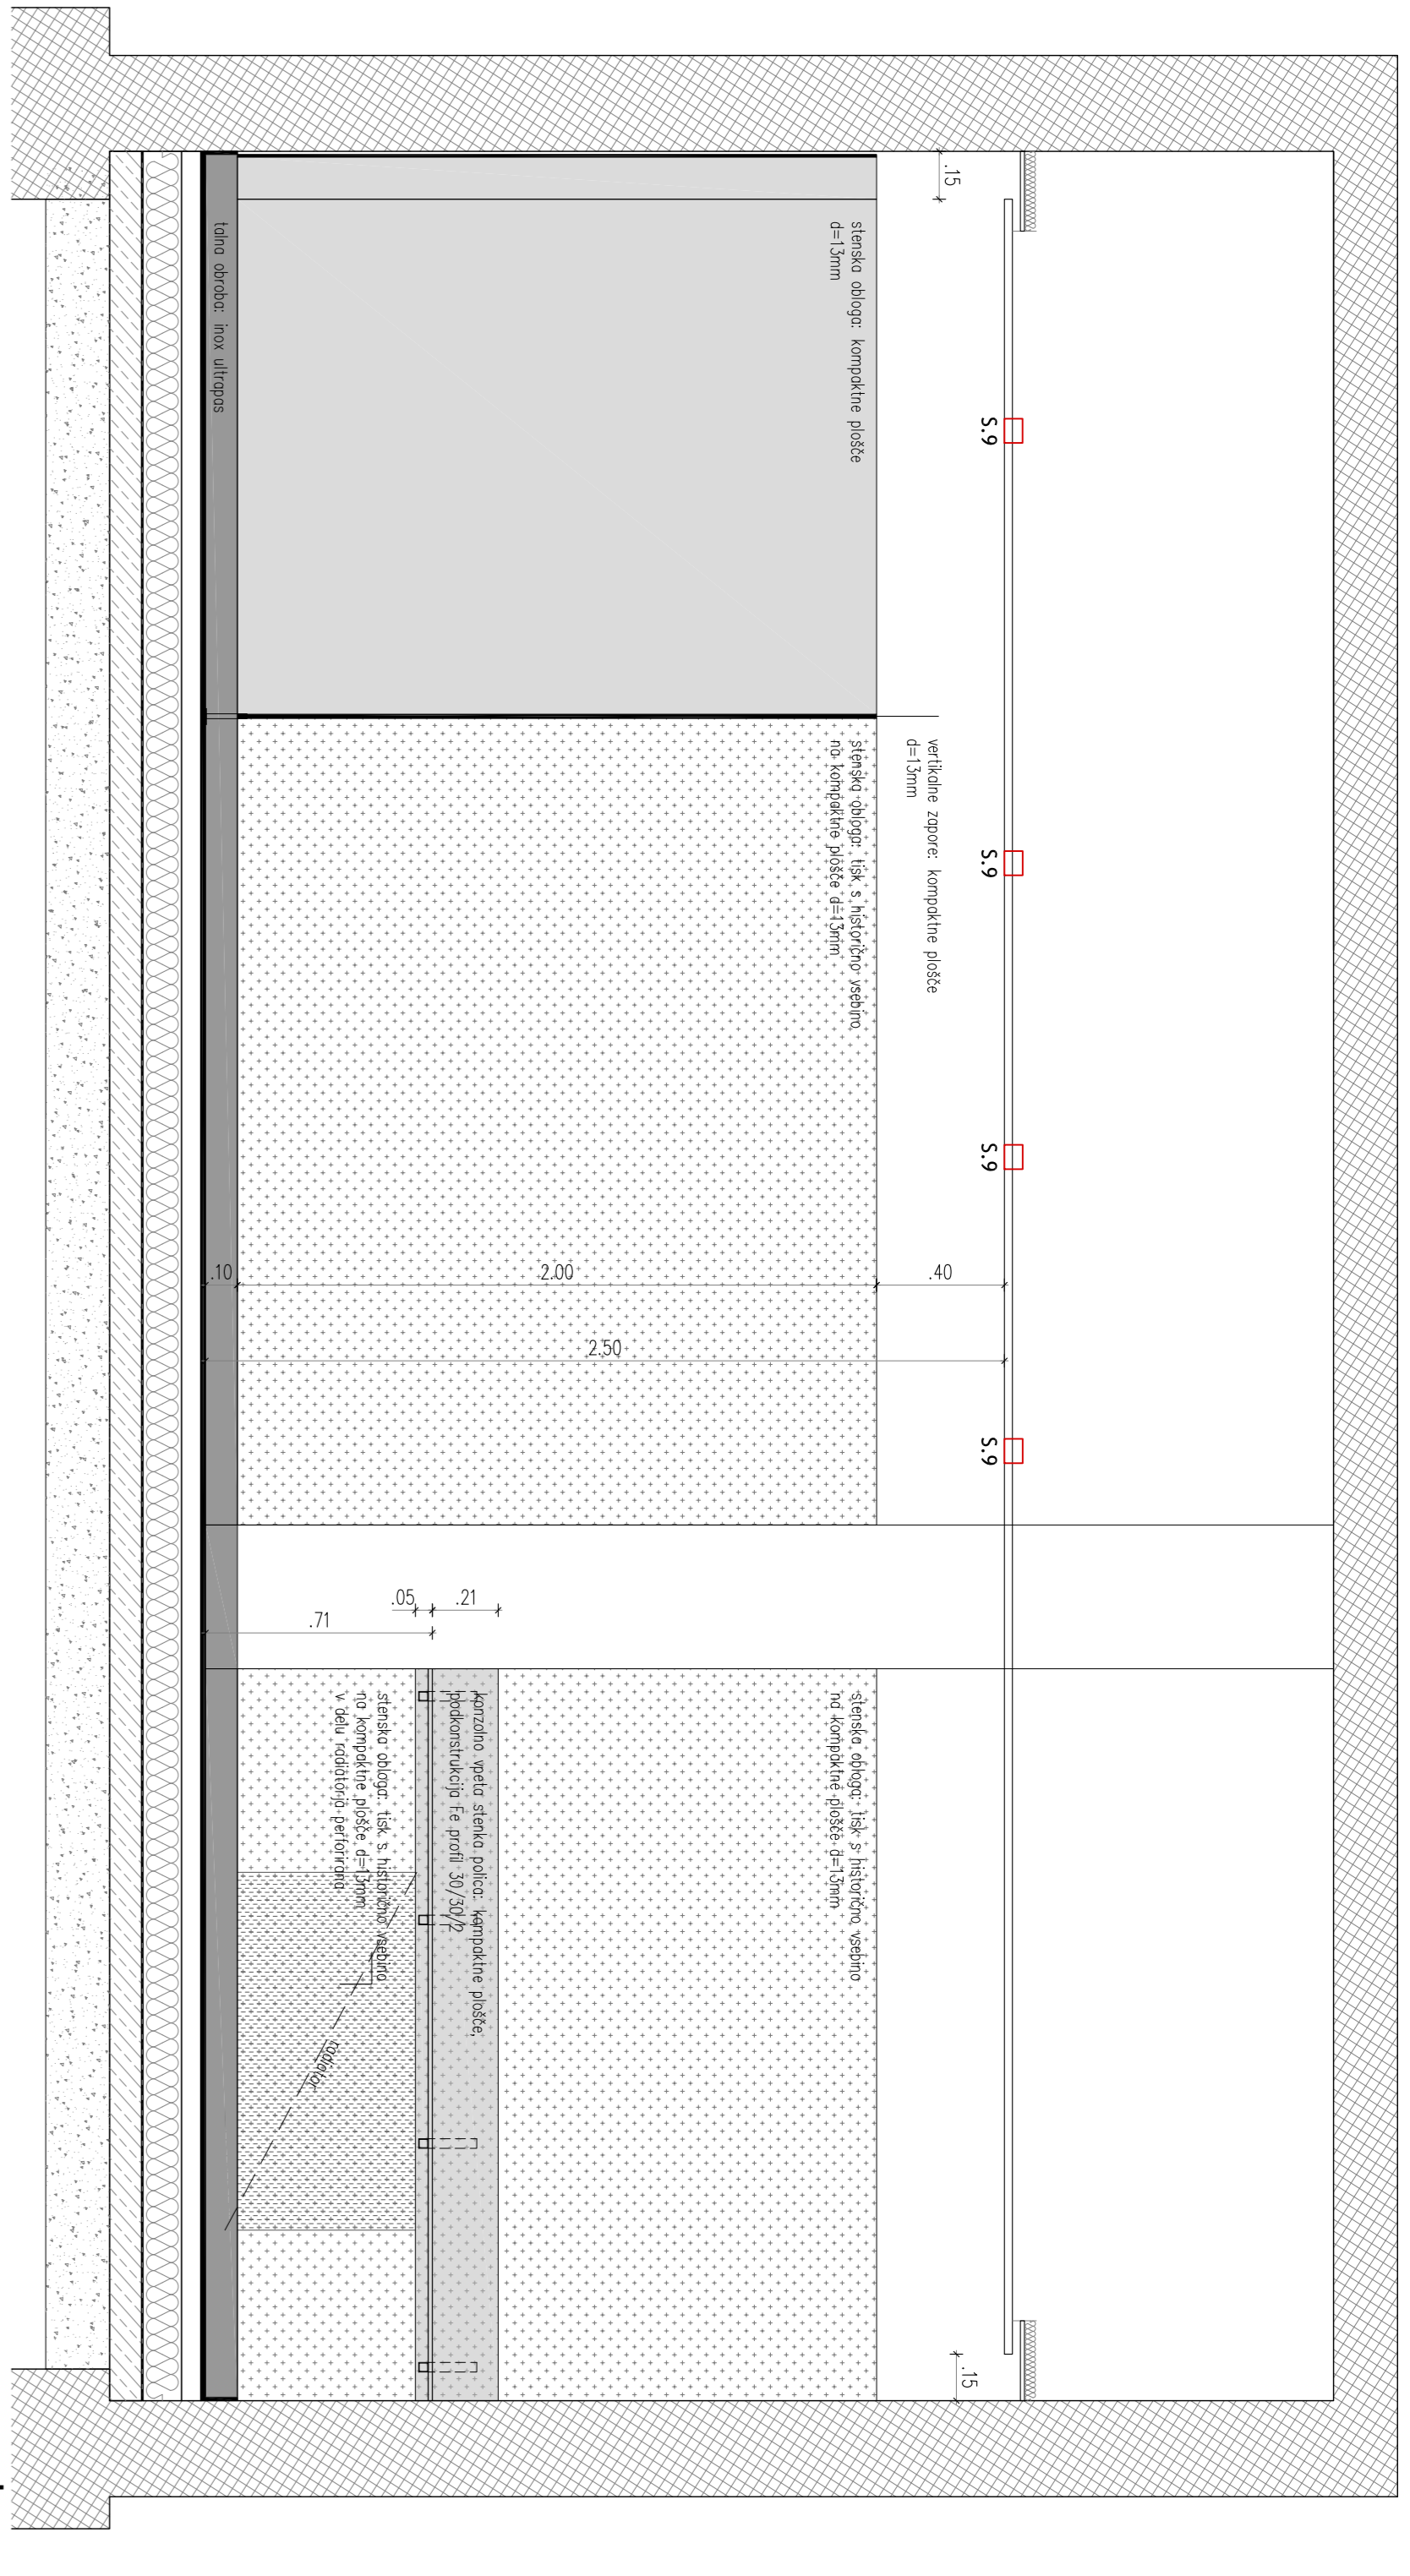 .15
S.9
S.9
S.9
S.9
.15
vertikalne zapore: kompaktne plošče
d=13mm
stenska obloga: kompaktne plošče
d=13mm
stenska obloga: tisk s historično vsebino
na kompaktne plošče d=13mm
stenska obloga: tisk s historično vsebino
na kompaktne plošče d=13mm
.40
2.00
.10
2.50
.21
.05
.71
konzolno vpeta stenka polica: kompaktne plošče,
podkonstrukcija Fe profil 30/30/2
stenska obloga: tisk s historično vsebino
na kompaktne plošče d=13mm
v delu radiatorja perforirana
radiator
talna obroba: inox ultrapas